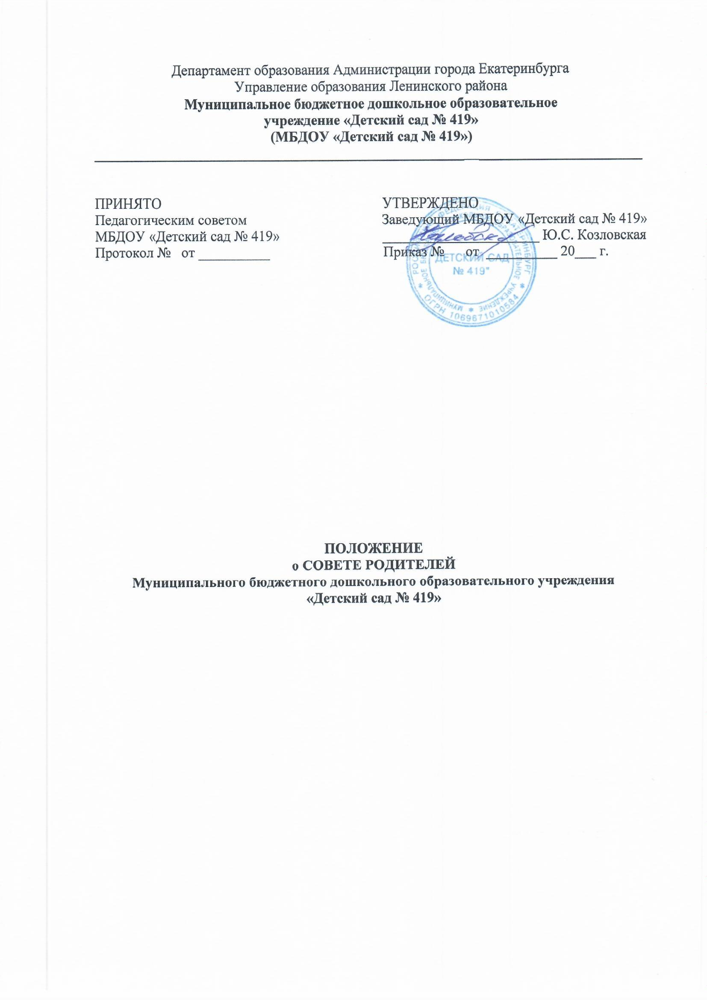 Департамент образования Администрации города Екатеринбурга
Управление образования Ленинского района
Муниципальное бюджетное дошкольное образовательное
учреждение «Детский сад № 419»
(МБДОУ «Детский сад № 419»)
ПРИНЯТО
Педагогическим советом
МБДОУ «Детский сад № 419»
Протокол № от __________
УТВЕРЖДЕНО
Заведующий МБДОУ «Детский сад № 419»
______________________ Ю.С. Козловская
Приказ № от __________ 20___ г.
ДЕТСКИЙ САД
№ 419"
ОГРН 1069671010584
МУНИЦИПАЛЬНОЕ
УЧРЕЖДЕНИЕ
ПОЛОЖЕНИЕ
о СОВЕТЕ РОДИТЕЛЕЙ
Муниципального бюджетного дошкольного образовательного учреждения
«Детский сад № 419»